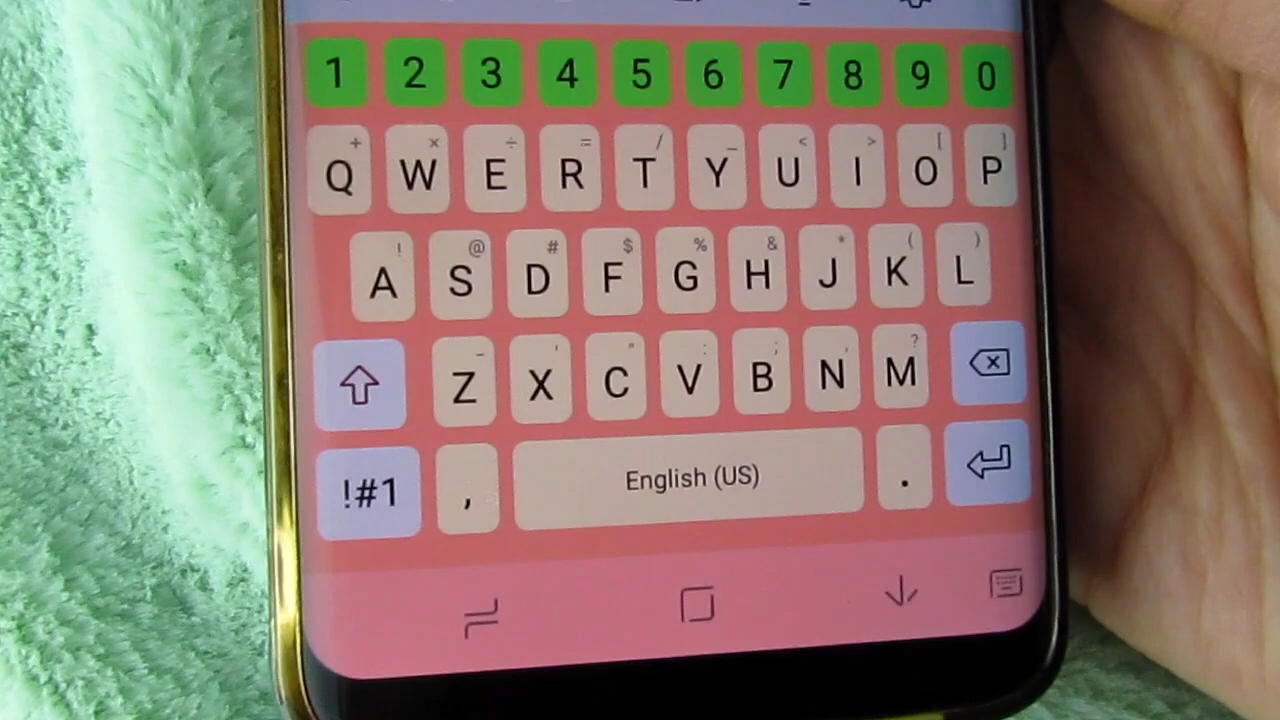 1 2 3 4 5 6 7 8 9 0
+ × ÷ = / _ < > [ ]
Q W E R T Y U I O P
! @ # $ % & * ( )
A S D F G H J K L
- ' " : ; , ?
Z X C V B N M
!#1 , English (US) .